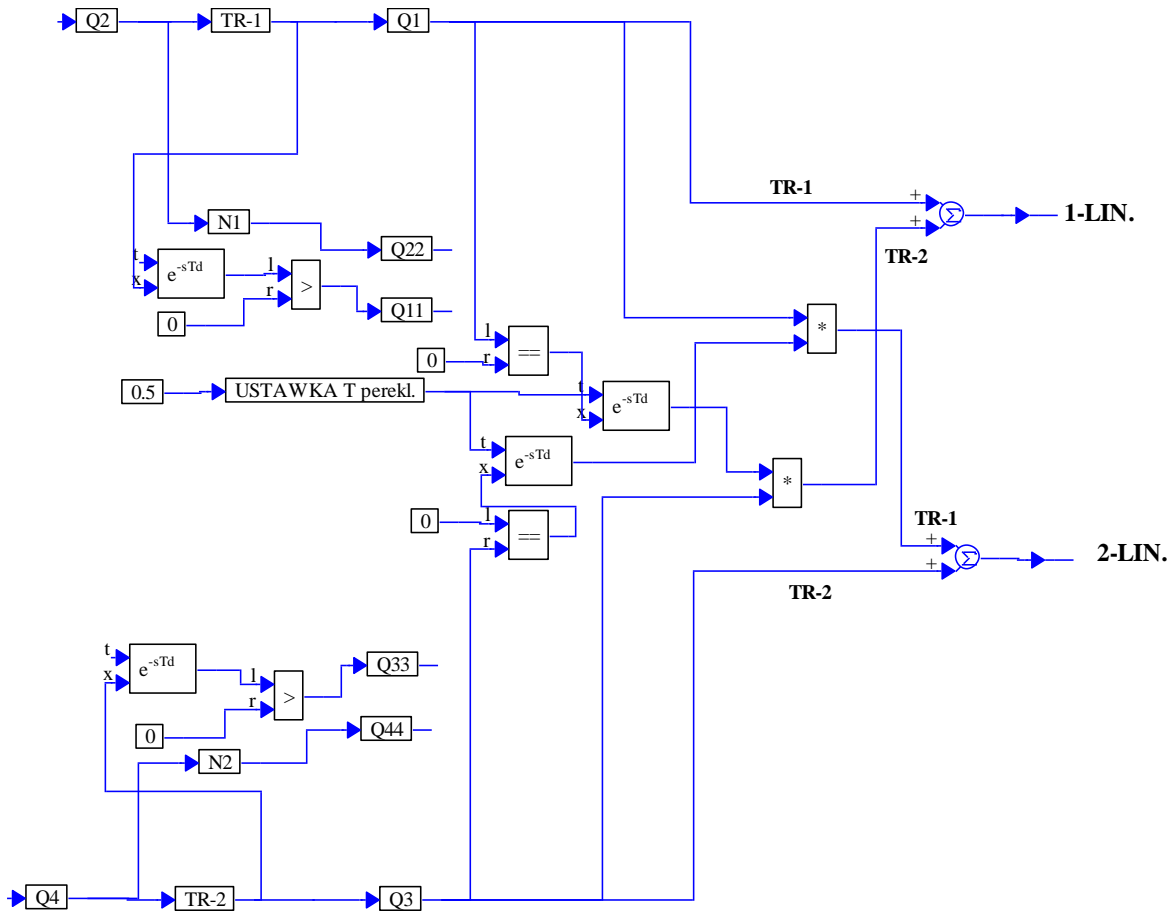 Q2
TR-1
Q1
TR-1
+
Σ
1-LIN.
+
N1
Q22
TR-2
t
e-sTd
l
x
>
r
Q11
0
*
l
==
0
r
0.5
USTAWKA T perekl.
t
e-sTd
x
t
e-sTd
x
*
0
l
==
r
TR-1
+
Σ
2-LIN.
+
TR-2
t
e-sTd
Q33
x
l
>
r
0
Q44
N2
Q4
TR-2
Q3